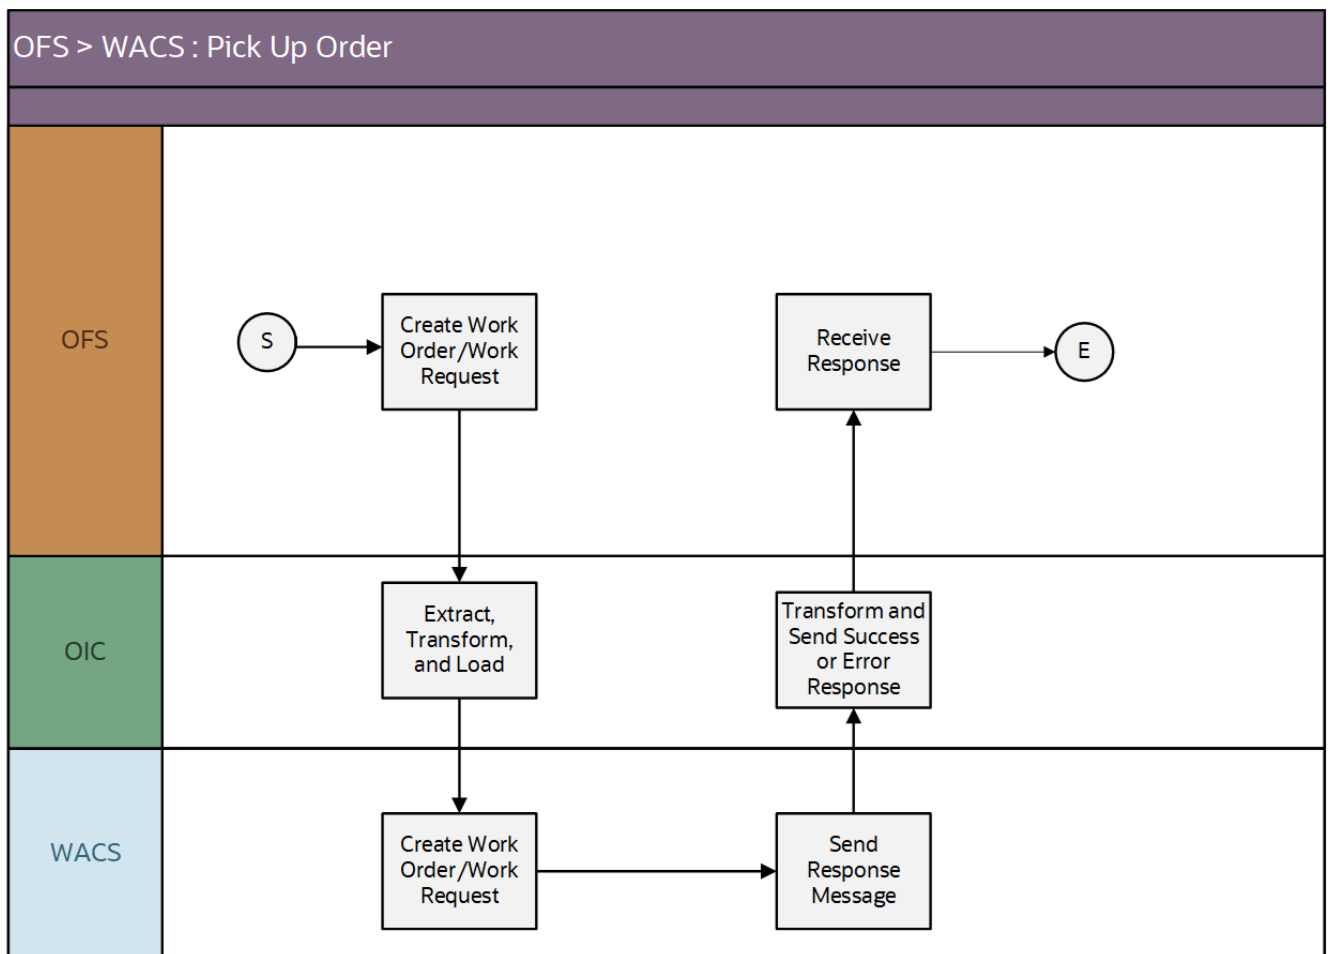 OFS > WACS : Pick Up Order
OFS
S
Create Work
Order/Work
Request
Receive
Response
E
OIC
Extract,
Transform,
and Load
Transform and
Send Success
or Error
Response
WACS
Create Work
Order/Work
Request
Send
Response
Message